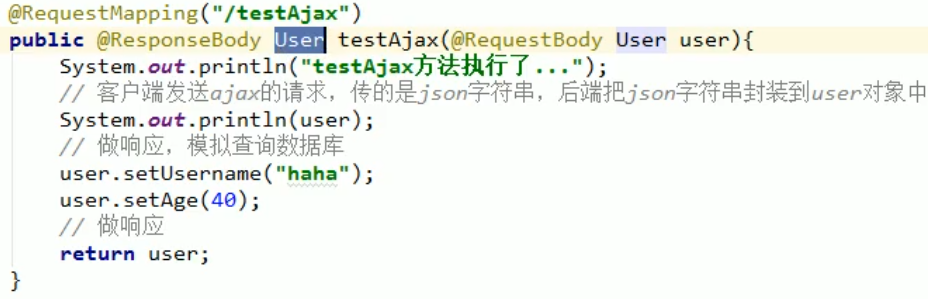 @RequestMapping("/testAjax")
public @ResponseBody User testAjax(@RequestBody User user){
System.out.println("testAjax方法执行了...");
// 客户端发送ajax的请求，传的是json字符串，后端把json字符串封装到user对象中
System.out.println(user);
// 做响应，模拟查询数据库
user.setUsername("haha");
user.setAge(40);
// 做响应
return user;
}